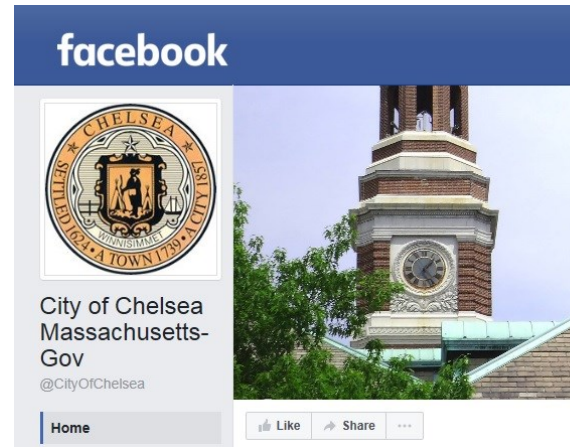 facebook
CHELSEA
SETTLED 1624 • A TOWN 1739 • A CITY 1857
WINNISIMMET
City of Chelsea
Massachusetts-
Gov
@CityOfChelsea
Home
Like
Share
···